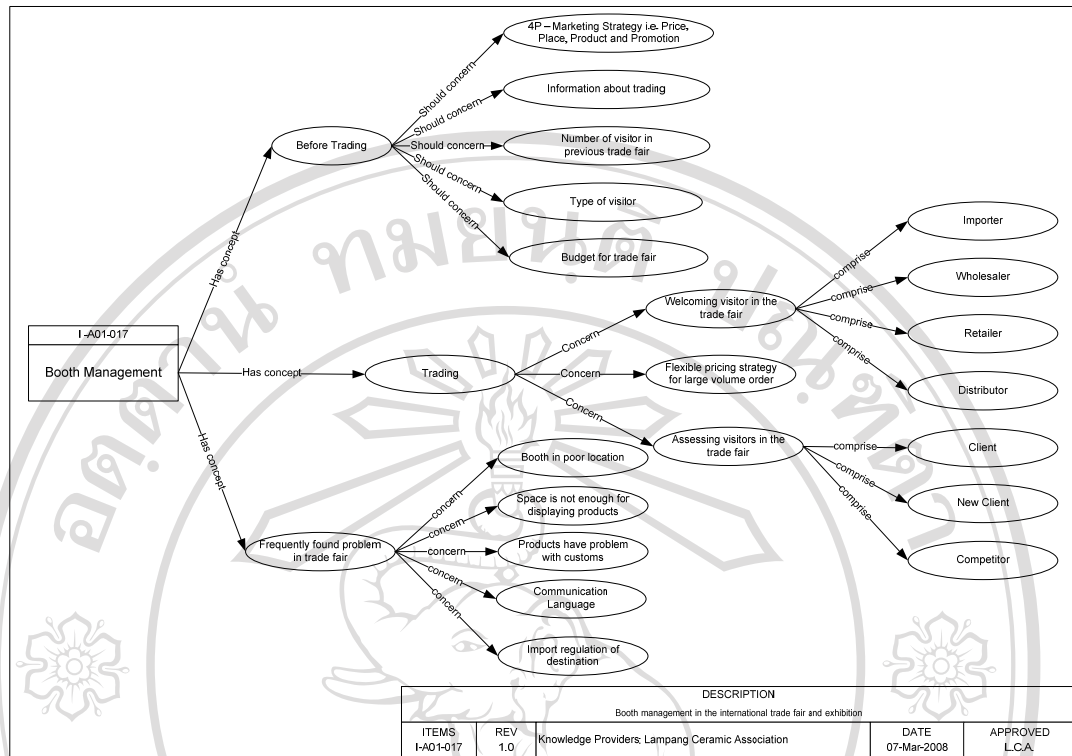 4P – Marketing Strategy i.e. Price,
Place, Product and Promotion
Should concern
Information about trading
Should concern
Before Trading
Should concern
Number of visitor in
previous trade fair
Should concern
Type of visitor
Should concern
Budget for trade fair
Has concept
I-A01-017
Booth Management
Has concept
Trading
Concern
Welcoming visitor in the
trade fair
comprise
Importer
comprise
Wholesaler
comprise
Retailer
comprise
Distributor
Concern
Flexible pricing strategy
for large volume order
Concern
Assessing visitors in the
trade fair
comprise
Client
comprise
New Client
comprise
Competitor
Has concept
Frequently found problem
in trade fair
concern
Booth in poor location
concern
Space is not enough for
displaying products
concern
Products have problem
with customs
concern
Communication
Language
concern
Import regulation of
destination
DESCRIPTION
Booth management in the international trade fair and exhibition
ITEMS
I-A01-017
REV
1.0
Knowledge Providers: Lampang Ceramic Association
DATE
07-Mar-2008
APPROVED
L.C.A.